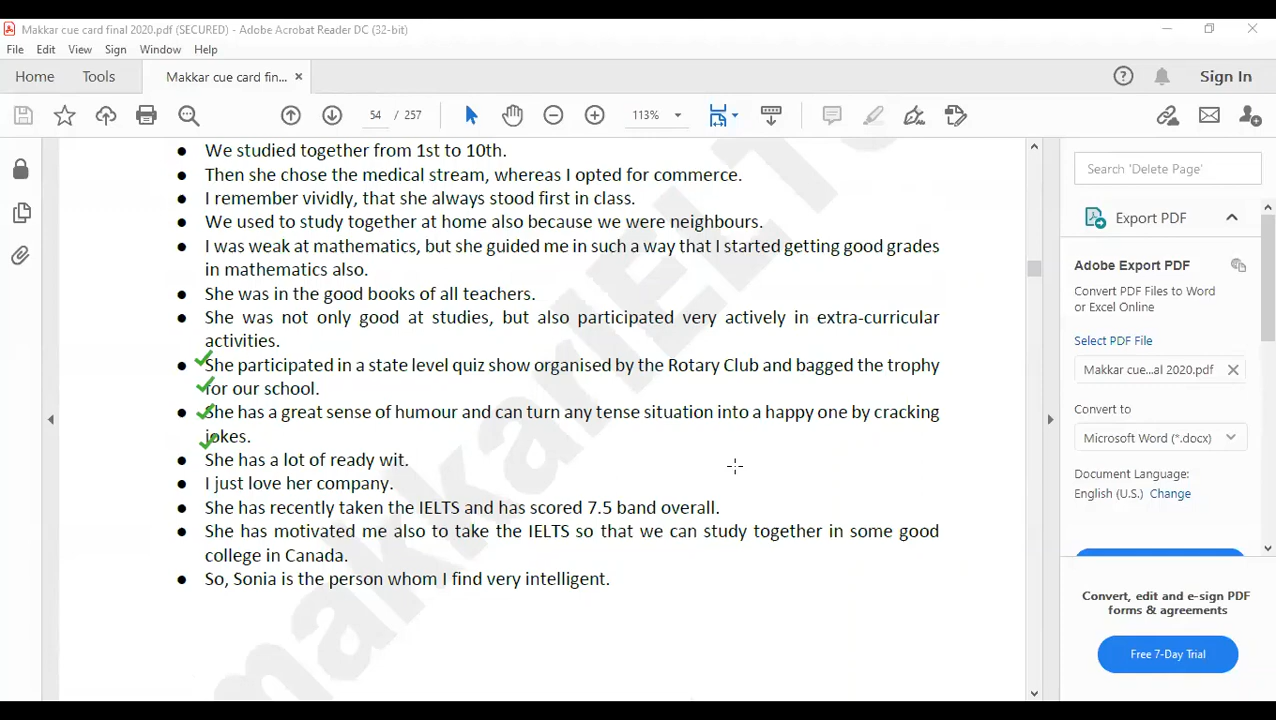 Makkar cue card final 2020.pdf (SECURED) - Adobe Acrobat Reader DC (32-bit)
File Edit View Sign Window Help
Home Tools Makkar cue card fin... × Sign In
54 / 257 113%
We studied together from 1st to 10th.
Then she chose the medical stream, whereas I opted for commerce.
I remember vividly, that she always stood first in class.
We used to study together at home also because we were neighbours.
I was weak at mathematics, but she guided me in such a way that I started getting good grades
in mathematics also.
She was in the good books of all teachers.
She was not only good at studies, but also participated very actively in extra-curricular
activities.
She participated in a state level quiz show organised by the Rotary Club and bagged the trophy
for our school.
She has a great sense of humour and can turn any tense situation into a happy one by cracking
jokes.
She has a lot of ready wit.
I just love her company.
She has recently taken the IELTS and has scored 7.5 band overall.
She has motivated me also to take the IELTS so that we can study together in some good
college in Canada.
So, Sonia is the person whom I find very intelligent.
makkarIELTS
Search 'Delete Page'
Export PDF
Adobe Export PDF
Convert PDF Files to Word
or Excel Online
Select PDF File
Makkar cue...al 2020.pdf
Convert to
Microsoft Word (*.docx)
Document Language:
English (U.S.) Change
Convert, edit and e-sign PDF
forms & agreements
Free 7-Day Trial